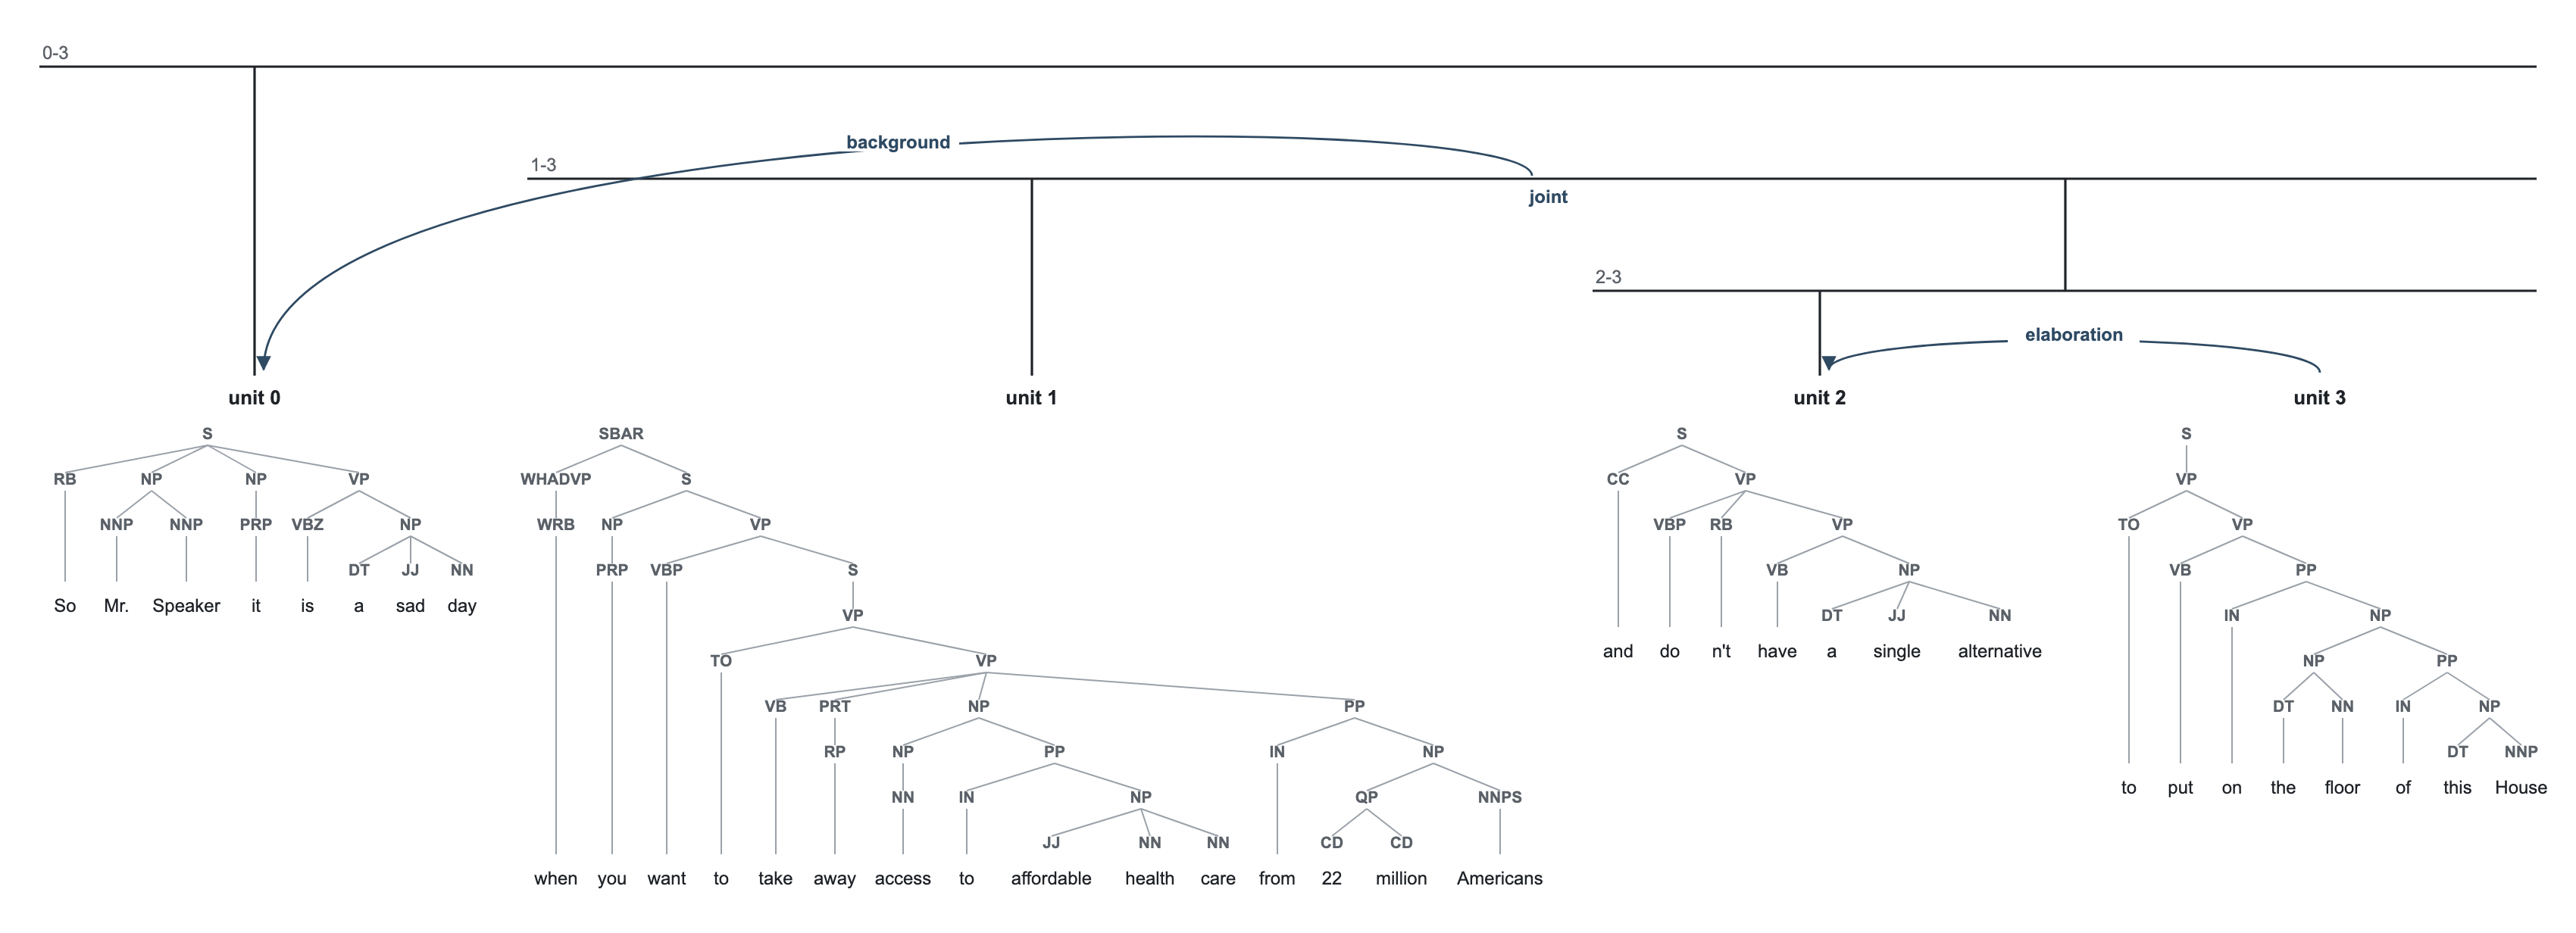 0-3
background
1-3
joint
2-3
elaboration
unit 0 unit 1 unit 2 unit 3
S SBAR S S
RB NP NP VP WHADVP S CC VP VP
NNP NNP PRP VBZ NP WRB NP VP VBP RB VP TO VP
DT JJ NN PRP VBP S VB NP VB PP
So Mr. Speaker it is a sad day VP DT JJ NN IN NP
and do n't have a single alternative
TO VP NP PP
VB PRT NP PP DT NN IN NP
RP NP PP IN NP DT NNP
to put on the floor of this House
NN IN NP QP NNPS
JJ NN NN CD CD
when you want to take away access to affordable health care from 22 million Americans